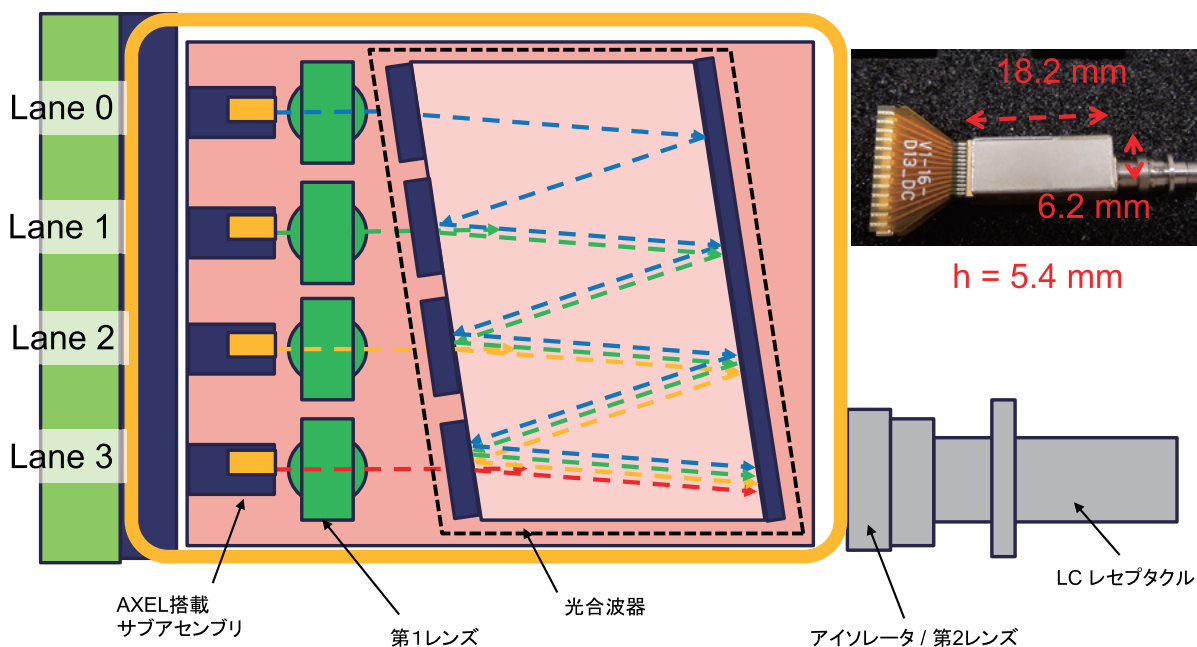 Lane 0
Lane 1
Lane 2
Lane 3
18.2 mm
6.2 mm
V1-16-
D13_DC
h = 5.4 mm
AXEL搭載
サブアセンブリ
第1レンズ
光合波器
アイソレータ / 第2レンズ
LC レセプタクル